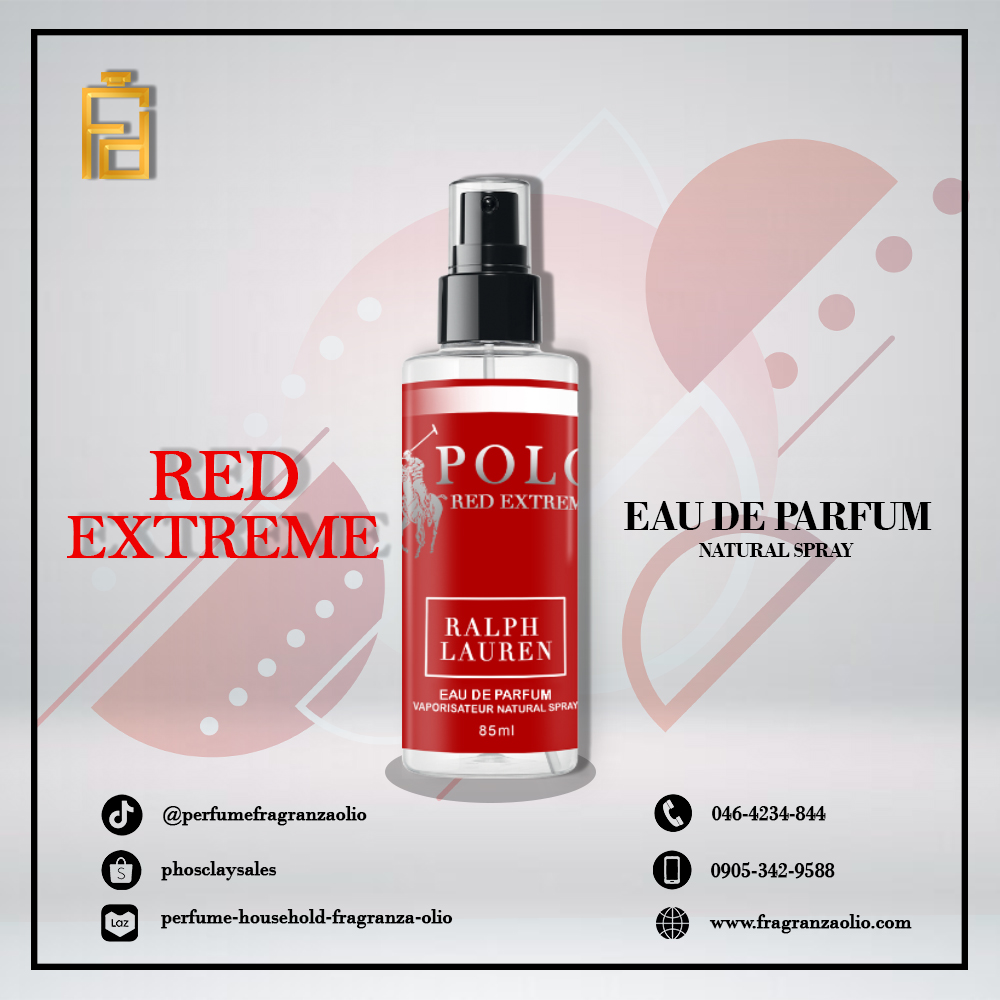 RED
EXTREME
POLO
RED EXTREM
RALPH
LAUREN
EAU DE PARFUM
VAPORISATEUR NATURAL SPRAY
85ml
EAU DE PARFUM
NATURAL SPRAY
@perfumefragranzaolio
phosclaysales
Laz
perfume-household-fragranza-olio
046-4234-844
0905-342-9588
www.fragranzaolio.com